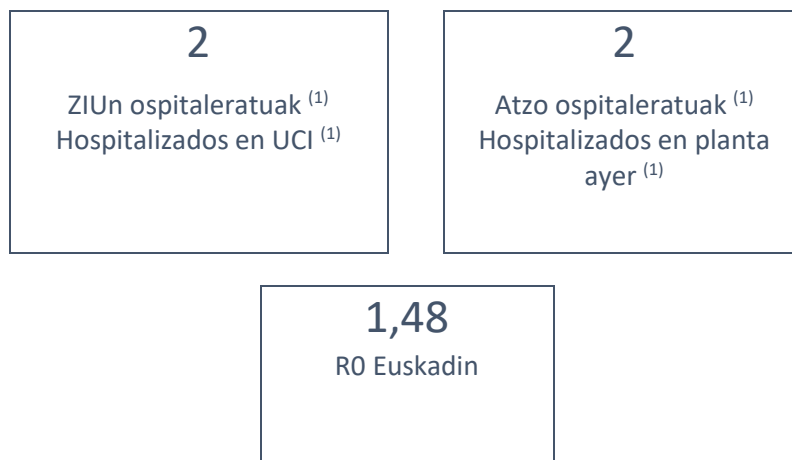 2
ZIUn ospitaleratuak (1)
Hospitalizados en UCI (1)
2
Atzo ospitaleratuak (1)
Hospitalizados en planta
ayer (1)
1,48
R0 Euskadin